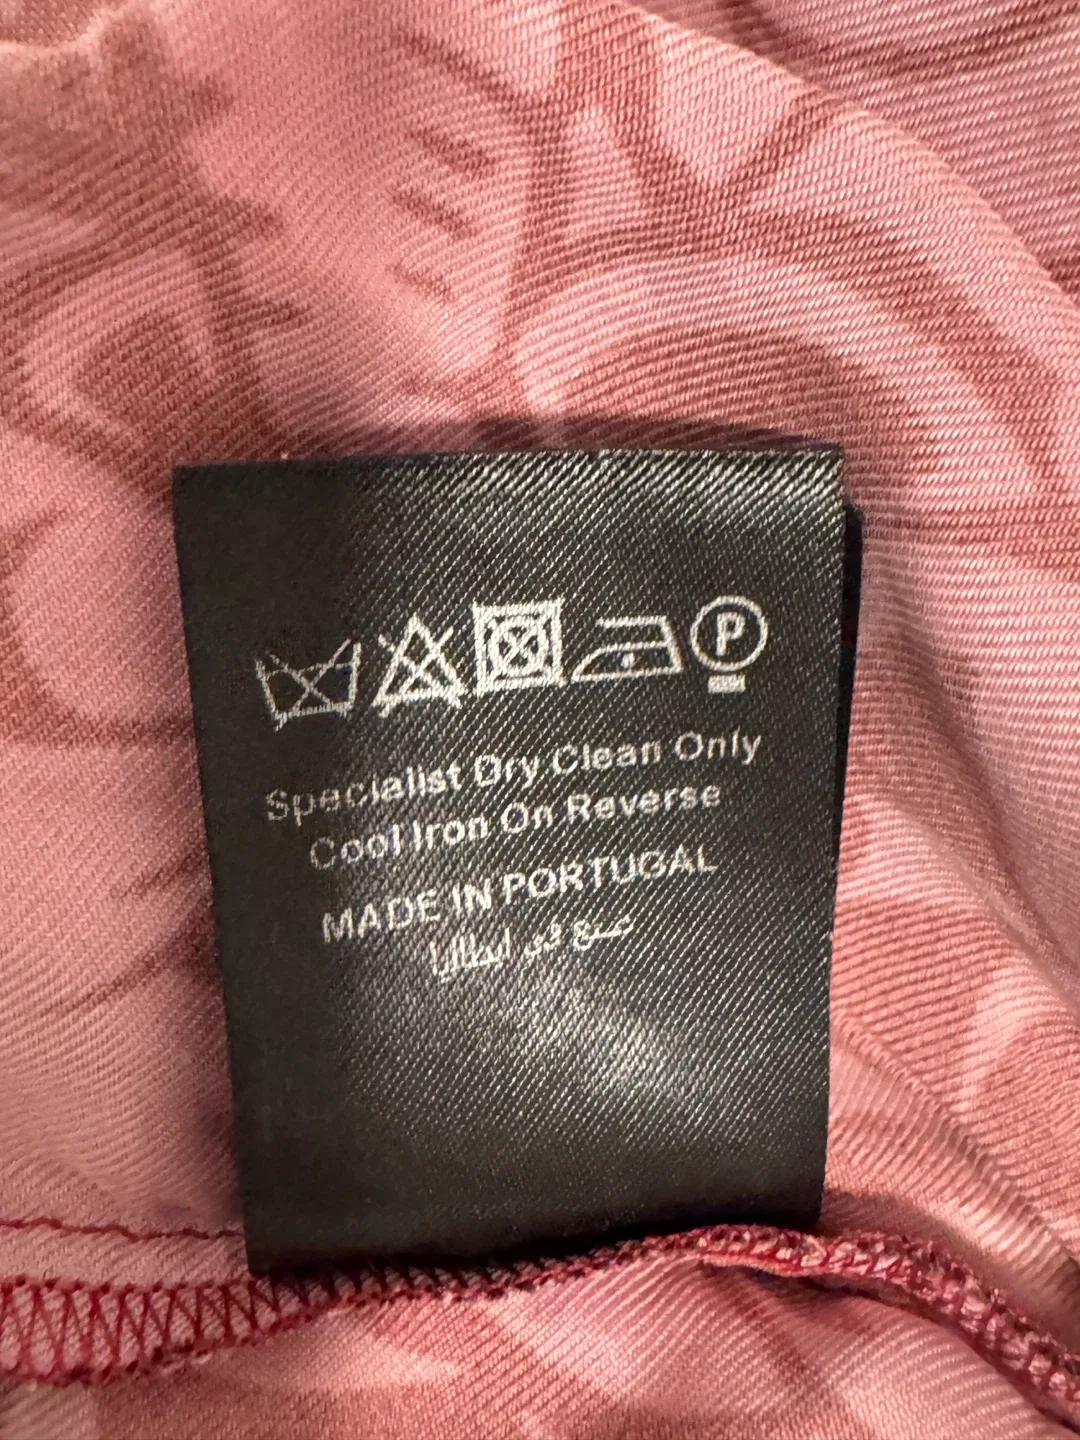 P
Specialist Dry Clean Only
Cool Iron On Reverse
MADE IN PORTUGAL
صنع في ايطاليا